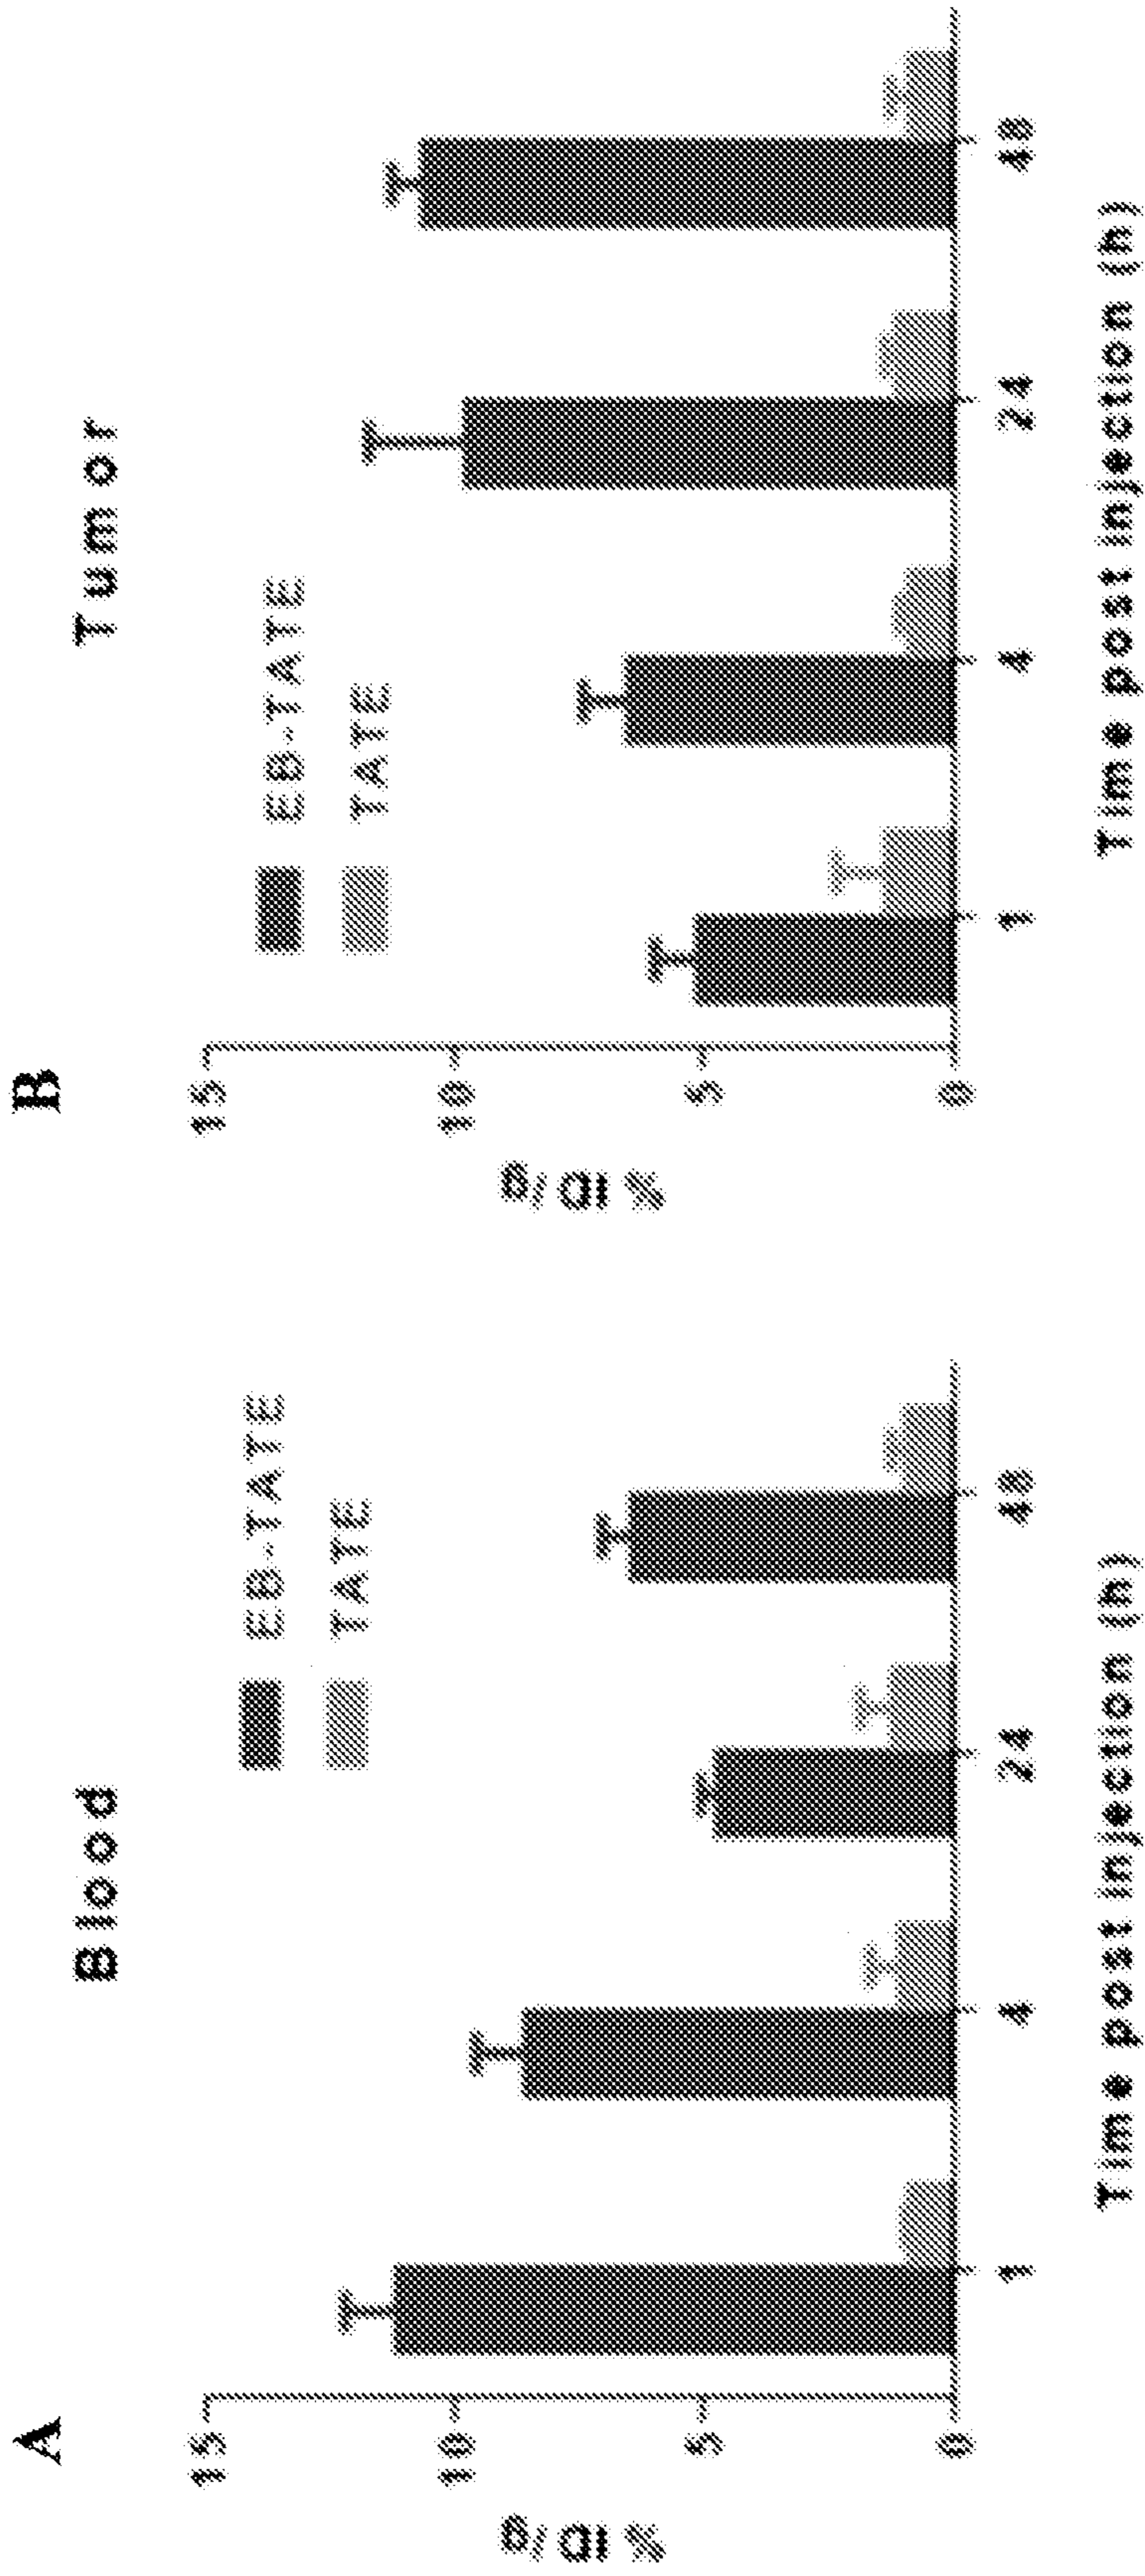 A
Blood
EB-TATE
TATE
% ID/g
15
10
5
0
1 4 24 48
Time post injection (h)
B
Tumor
EB-TATE
TATE
% ID/g
15
10
5
0
1 4 24 48
Time post injection (h)